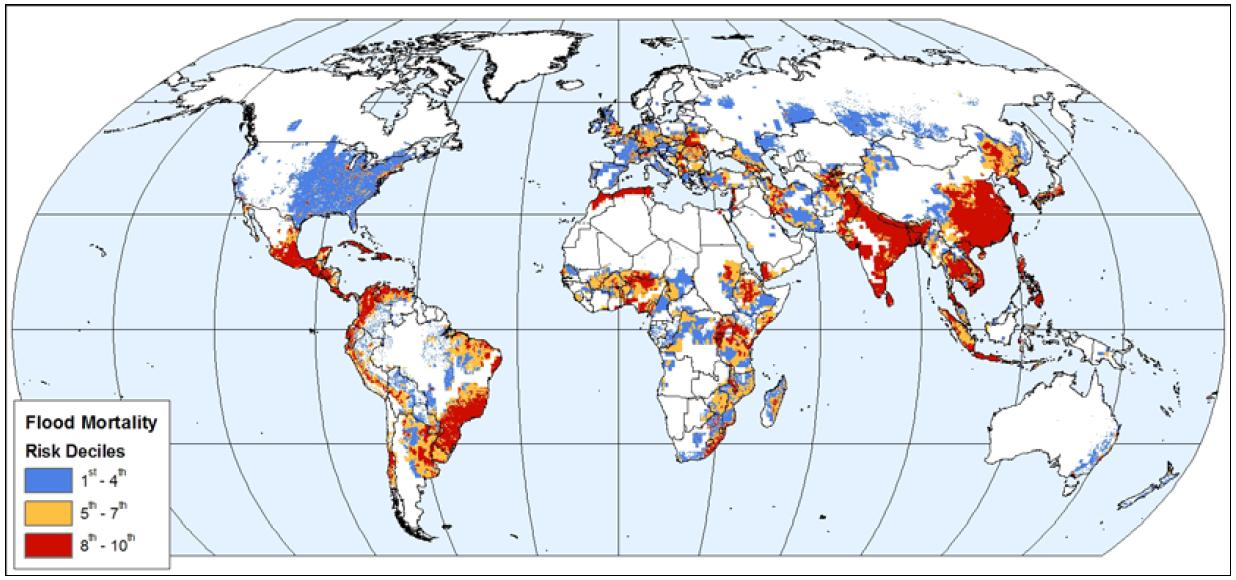 Flood Mortality
Risk Deciles
1st - 4th
5th - 7th
8th - 10th